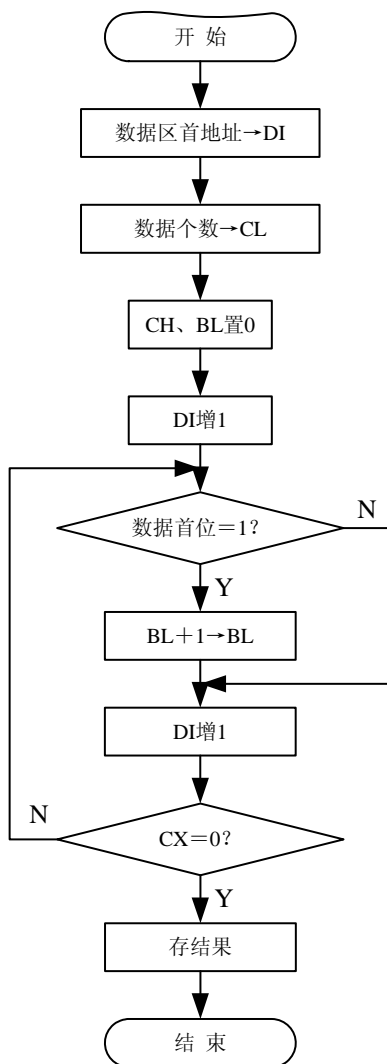 开 始
数据区首地址→DI
数据个数→CL
CH、BL置0
DI增1
数据首位＝1?
N
Y
BL＋1→BL
DI增1
N
CX＝0?
Y
存结果
结 束